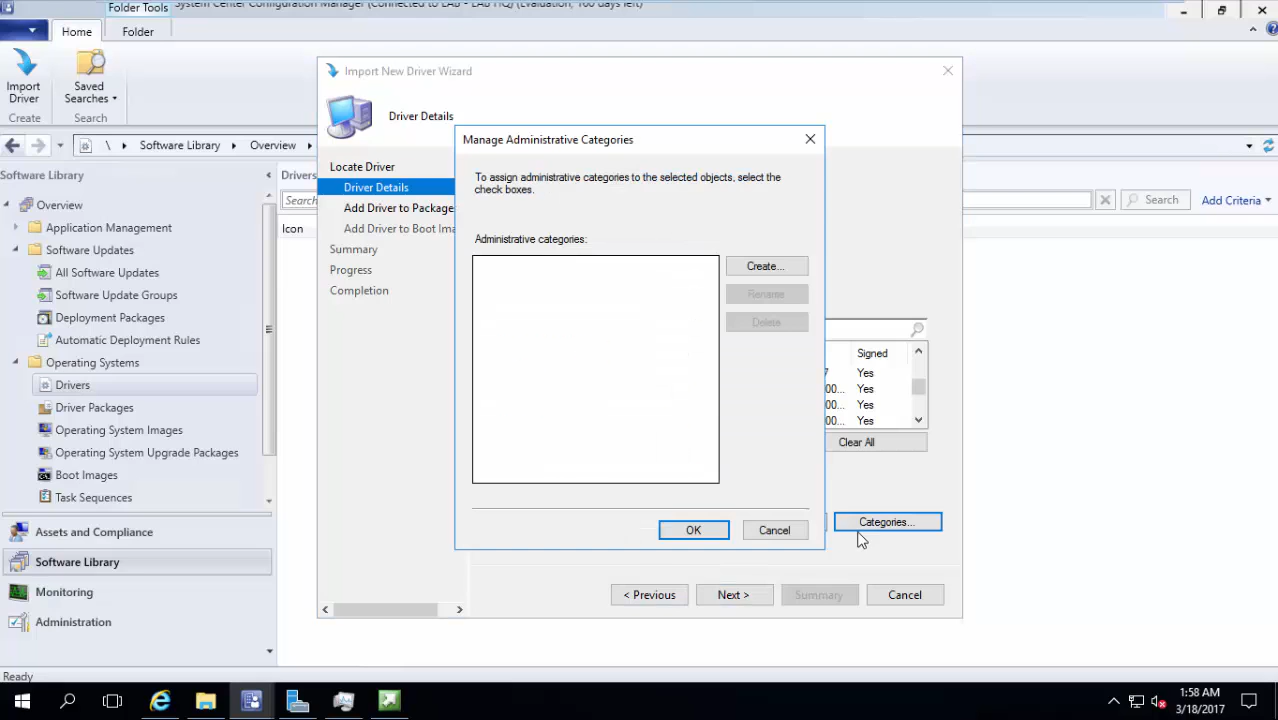 Folder Tools
System Center Configuration Manager (Connected to LAB - LAB HQ) (Evaluation, 160 days left)
Home
Folder
Import Driver
Saved Searches
Create
Search
\ Software Library Overview
Software Library
Overview
Application Management
Software Updates
All Software Updates
Software Update Groups
Deployment Packages
Automatic Deployment Rules
Operating Systems
Drivers
Driver Packages
Operating System Images
Operating System Upgrade Packages
Boot Images
Task Sequences
Assets and Compliance
Software Library
Monitoring
Administration
Drivers
Search
Search
Add Criteria
Icon
Import New Driver Wizard
Driver Details
Locate Driver
Driver Details
Add Driver to Package
Add Driver to Boot Ima
Summary
Progress
Completion
Manage Administrative Categories
To assign administrative categories to the selected objects, select the
check boxes.
Administrative categories:
Create...
Rename
Delete
OK
Cancel
Signed
7 Yes
00... Yes
00... Yes
00... Yes
Clear All
Categories...
< Previous
Next >
Summary
Cancel
Ready
1:58 AM
3/18/2017